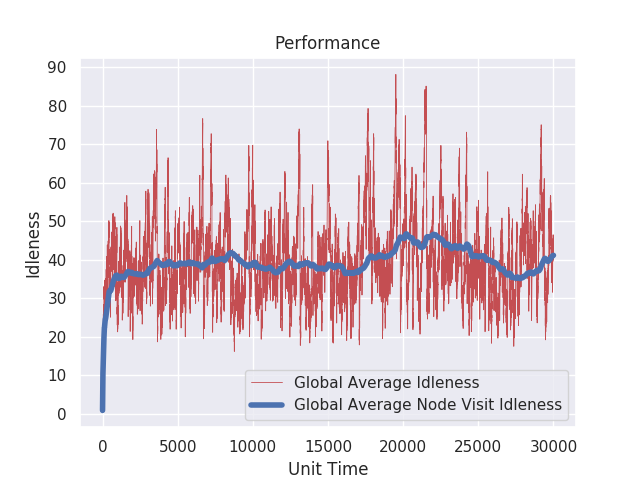 Performance
90
80
70
60
50
40
30
20
10
0
Idleness
Global Average Idleness
Global Average Node Visit Idleness
0 5000 10000 15000 20000 25000 30000
Unit Time